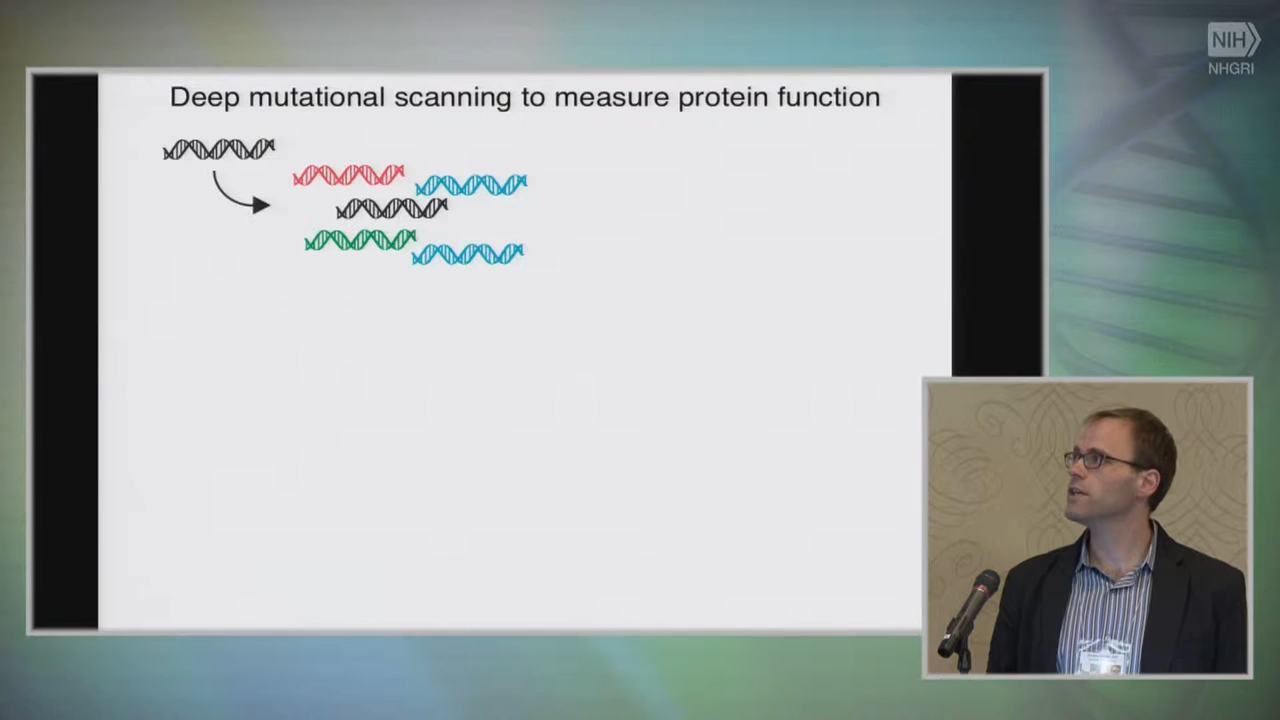 NIH
NHGRI
Deep mutational scanning to measure protein function